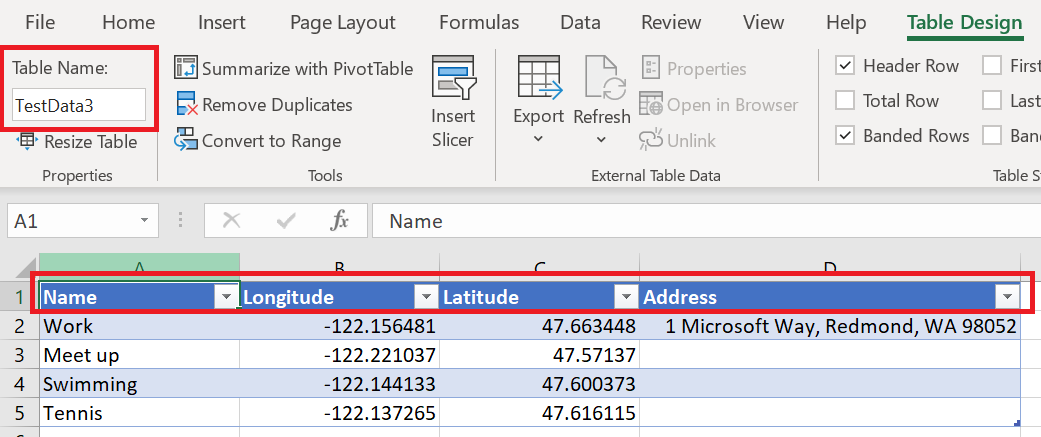 File Home Insert Page Layout Formulas Data Review View Help Table Design
Table Name:
TestData3
Resize Table
Properties
Summarize with PivotTable
Remove Duplicates
Convert to Range
Tools
Insert
Slicer
Export
Refresh
Properties
Open in Browser
Unlink
External Table Data
Header Row
Total Row
Banded Rows
First
Last
Ban
Table S
A1 fx Name
A B C D
1 Name Longitude Latitude Address
2 Work -122.156481 47.663448 1 Microsoft Way, Redmond, WA 98052
3 Meet up -122.221037 47.57137
4 Swimming -122.144133 47.600373
5 Tennis -122.137265 47.616115